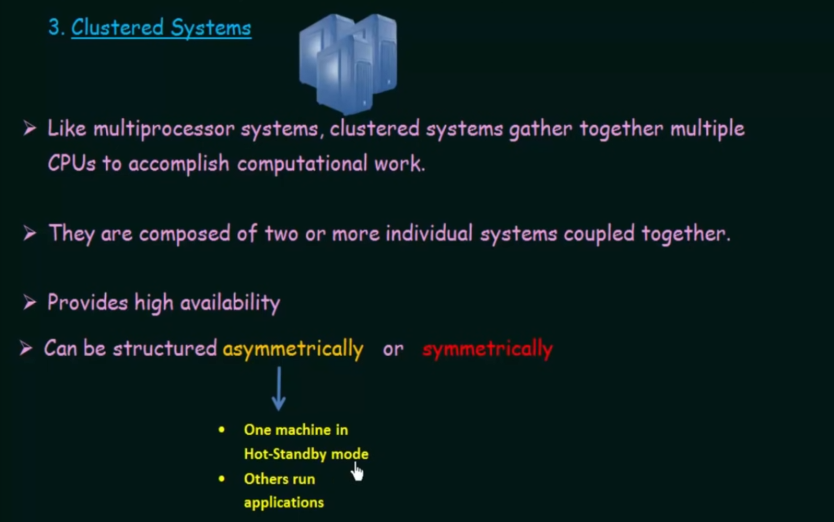 3. Clustered Systems
➢ Like multiprocessor systems, clustered systems gather together multiple
CPUs to accomplish computational work.
➢ They are composed of two or more individual systems coupled together.
➢ Provides high availability
➢ Can be structured asymmetrically or symmetrically
• One machine in
Hot-Standby mode
• Others run
applications